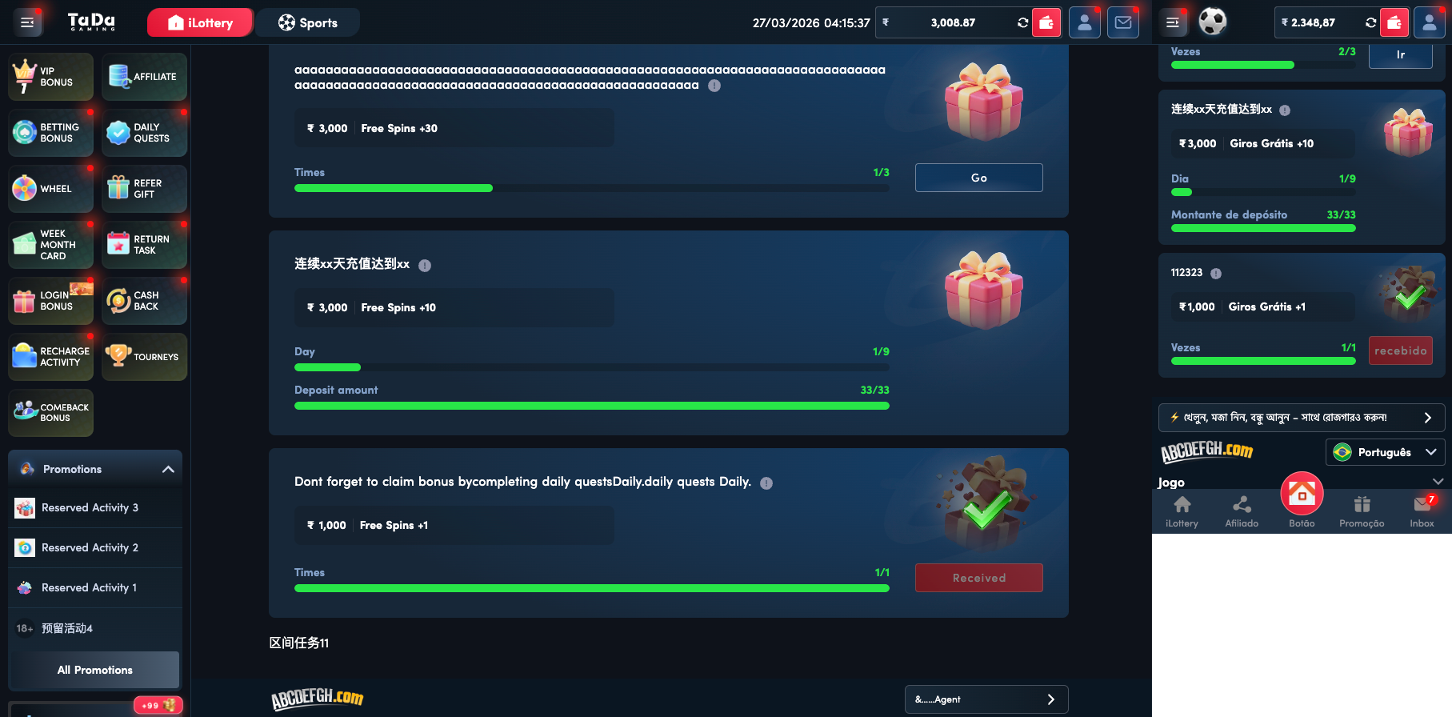 TaDa
GAMING
iLottery
Sports
27/03/2026 04:15:37
₹ 3,008.87
₹ 2.348,87
VIP
BONUS
AFFILIATE
BETTING
BONUS
DAILY
QUESTS
WHEEL
REFER
GIFT
WEEK
MONTH
CARD
RETURN
TASK
LOGIN
BONUS
CASH
BACK
RECHARGE
ACTIVITY
TOURNEYS
COMEBACK
BONUS
Promotions
Reserved Activity 3
Reserved Activity 2
Reserved Activity 1
18+ 预留活动4
All Promotions
+99
₹ 3,000 Free Spins +30
Times 1/3
Go
连续xx天充值达到xx
₹ 3,000 Free Spins +10
Day 1/9
Deposit amount 33/33
Dont forget to claim bonus bycompleting daily questsDaily.daily quests Daily.
₹ 1,000 Free Spins +1
Times 1/1
Received
区间任务11
ABCDEFGH.com
&......Agent
Vezes 2/3
Ir
连续xx天充值达到xx
₹3,000 Giros Grátis +10
Dia 1/9
Montante de depósito 33/33
112323
₹1,000 Giros Grátis +1
Vezes 1/1
recebido
⚡ খেলুন, মজা নিন, বন্ধু আনুন – সাথে রোজগারও করুন!
ABCDEFGH.com
Português
Jogo
iLottery
Afiliado
Botão
Promoção
7
Inbox